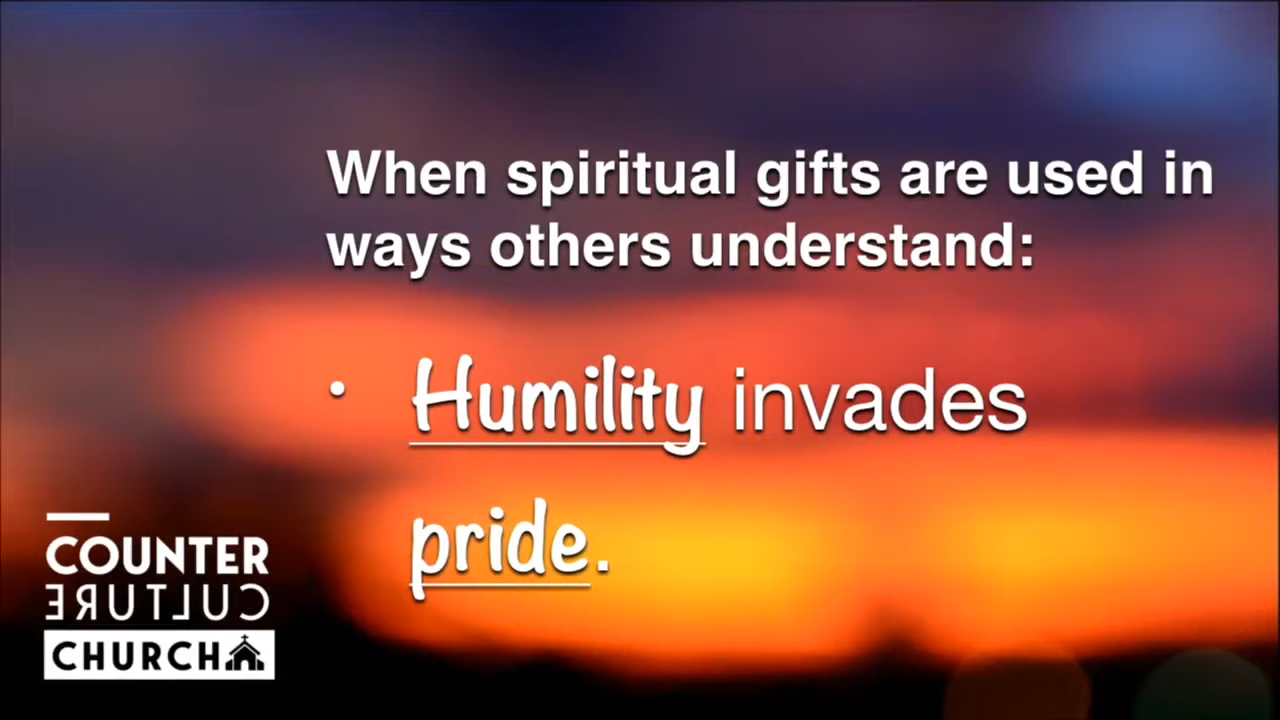 When spiritual gifts are used in
ways others understand:
• Humility invades
pride.
COUNTER
CULTURE
CHURCH